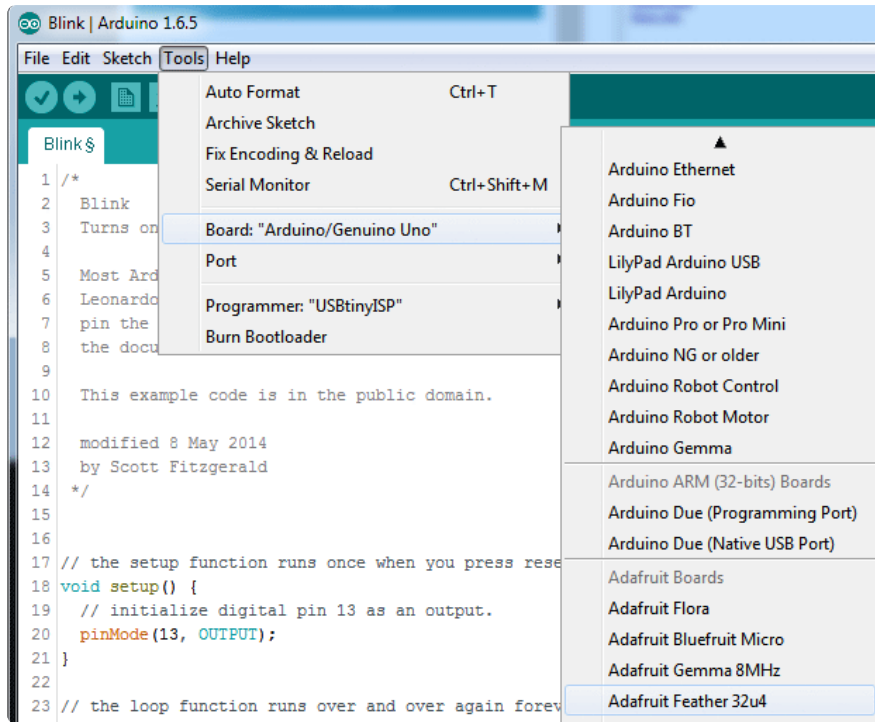 Blink | Arduino 1.6.5
File Edit Sketch Tools Help
Auto Format Ctrl+T
Archive Sketch
Fix Encoding & Reload
Serial Monitor Ctrl+Shift+M
Board: "Arduino/Genuino Uno"
Port
Programmer: "USBtinyISP"
Burn Bootloader
Arduino Ethernet
Arduino Fio
Arduino BT
LilyPad Arduino USB
LilyPad Arduino
Arduino Pro or Pro Mini
Arduino NG or older
Arduino Robot Control
Arduino Robot Motor
Arduino Gemma
Arduino ARM (32-bits) Boards
Arduino Due (Programming Port)
Arduino Due (Native USB Port)
Adafruit Boards
Adafruit Flora
Adafruit Bluefruit Micro
Adafruit Gemma 8MHz
Adafruit Feather 32u4
Blink§
1 /*
2 Blink
3 Turns on
4
5 Most Ard
6 Leonardo
7 pin the
8 the docu
9
10 This example code is in the public domain.
11
12 modified 8 May 2014
13 by Scott Fitzgerald
14 */
15
16
17 // the setup function runs once when you press rese
18 void setup() {
19 // initialize digital pin 13 as an output.
20 pinMode(13, OUTPUT);
21 }
22
23 // the loop function runs over and over again forev